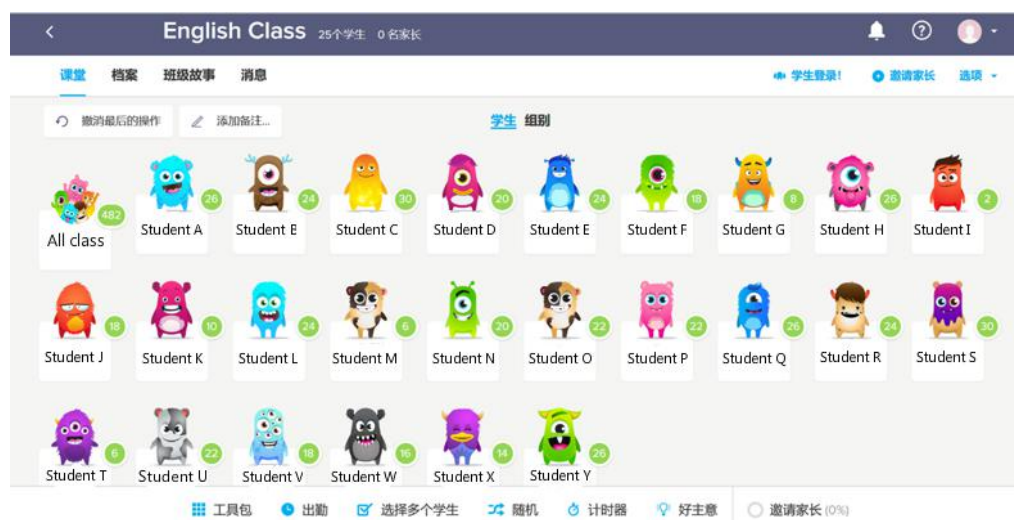 English Class 25个学生 0 名家长
课堂 档案 班级故事 消息 学生登录! 邀请家长 选项
撤消最后的操作 添加备注... 学生 组别
482 26 24 30 20 24 18 8 26 2
All class Student A Student B Student C Student D Student E Student F Student G Student H Student I
18 10 24 6 20 22 22 26 24 30
Student J Student K Student L Student M Student N Student O Student P Student Q Student R Student S
6 22 18 16 14 26
Student T Student U Student V Student W Student X Student Y
工具包 出勤 选择多个学生 随机 计时器 好主意 邀请家长 (0%)